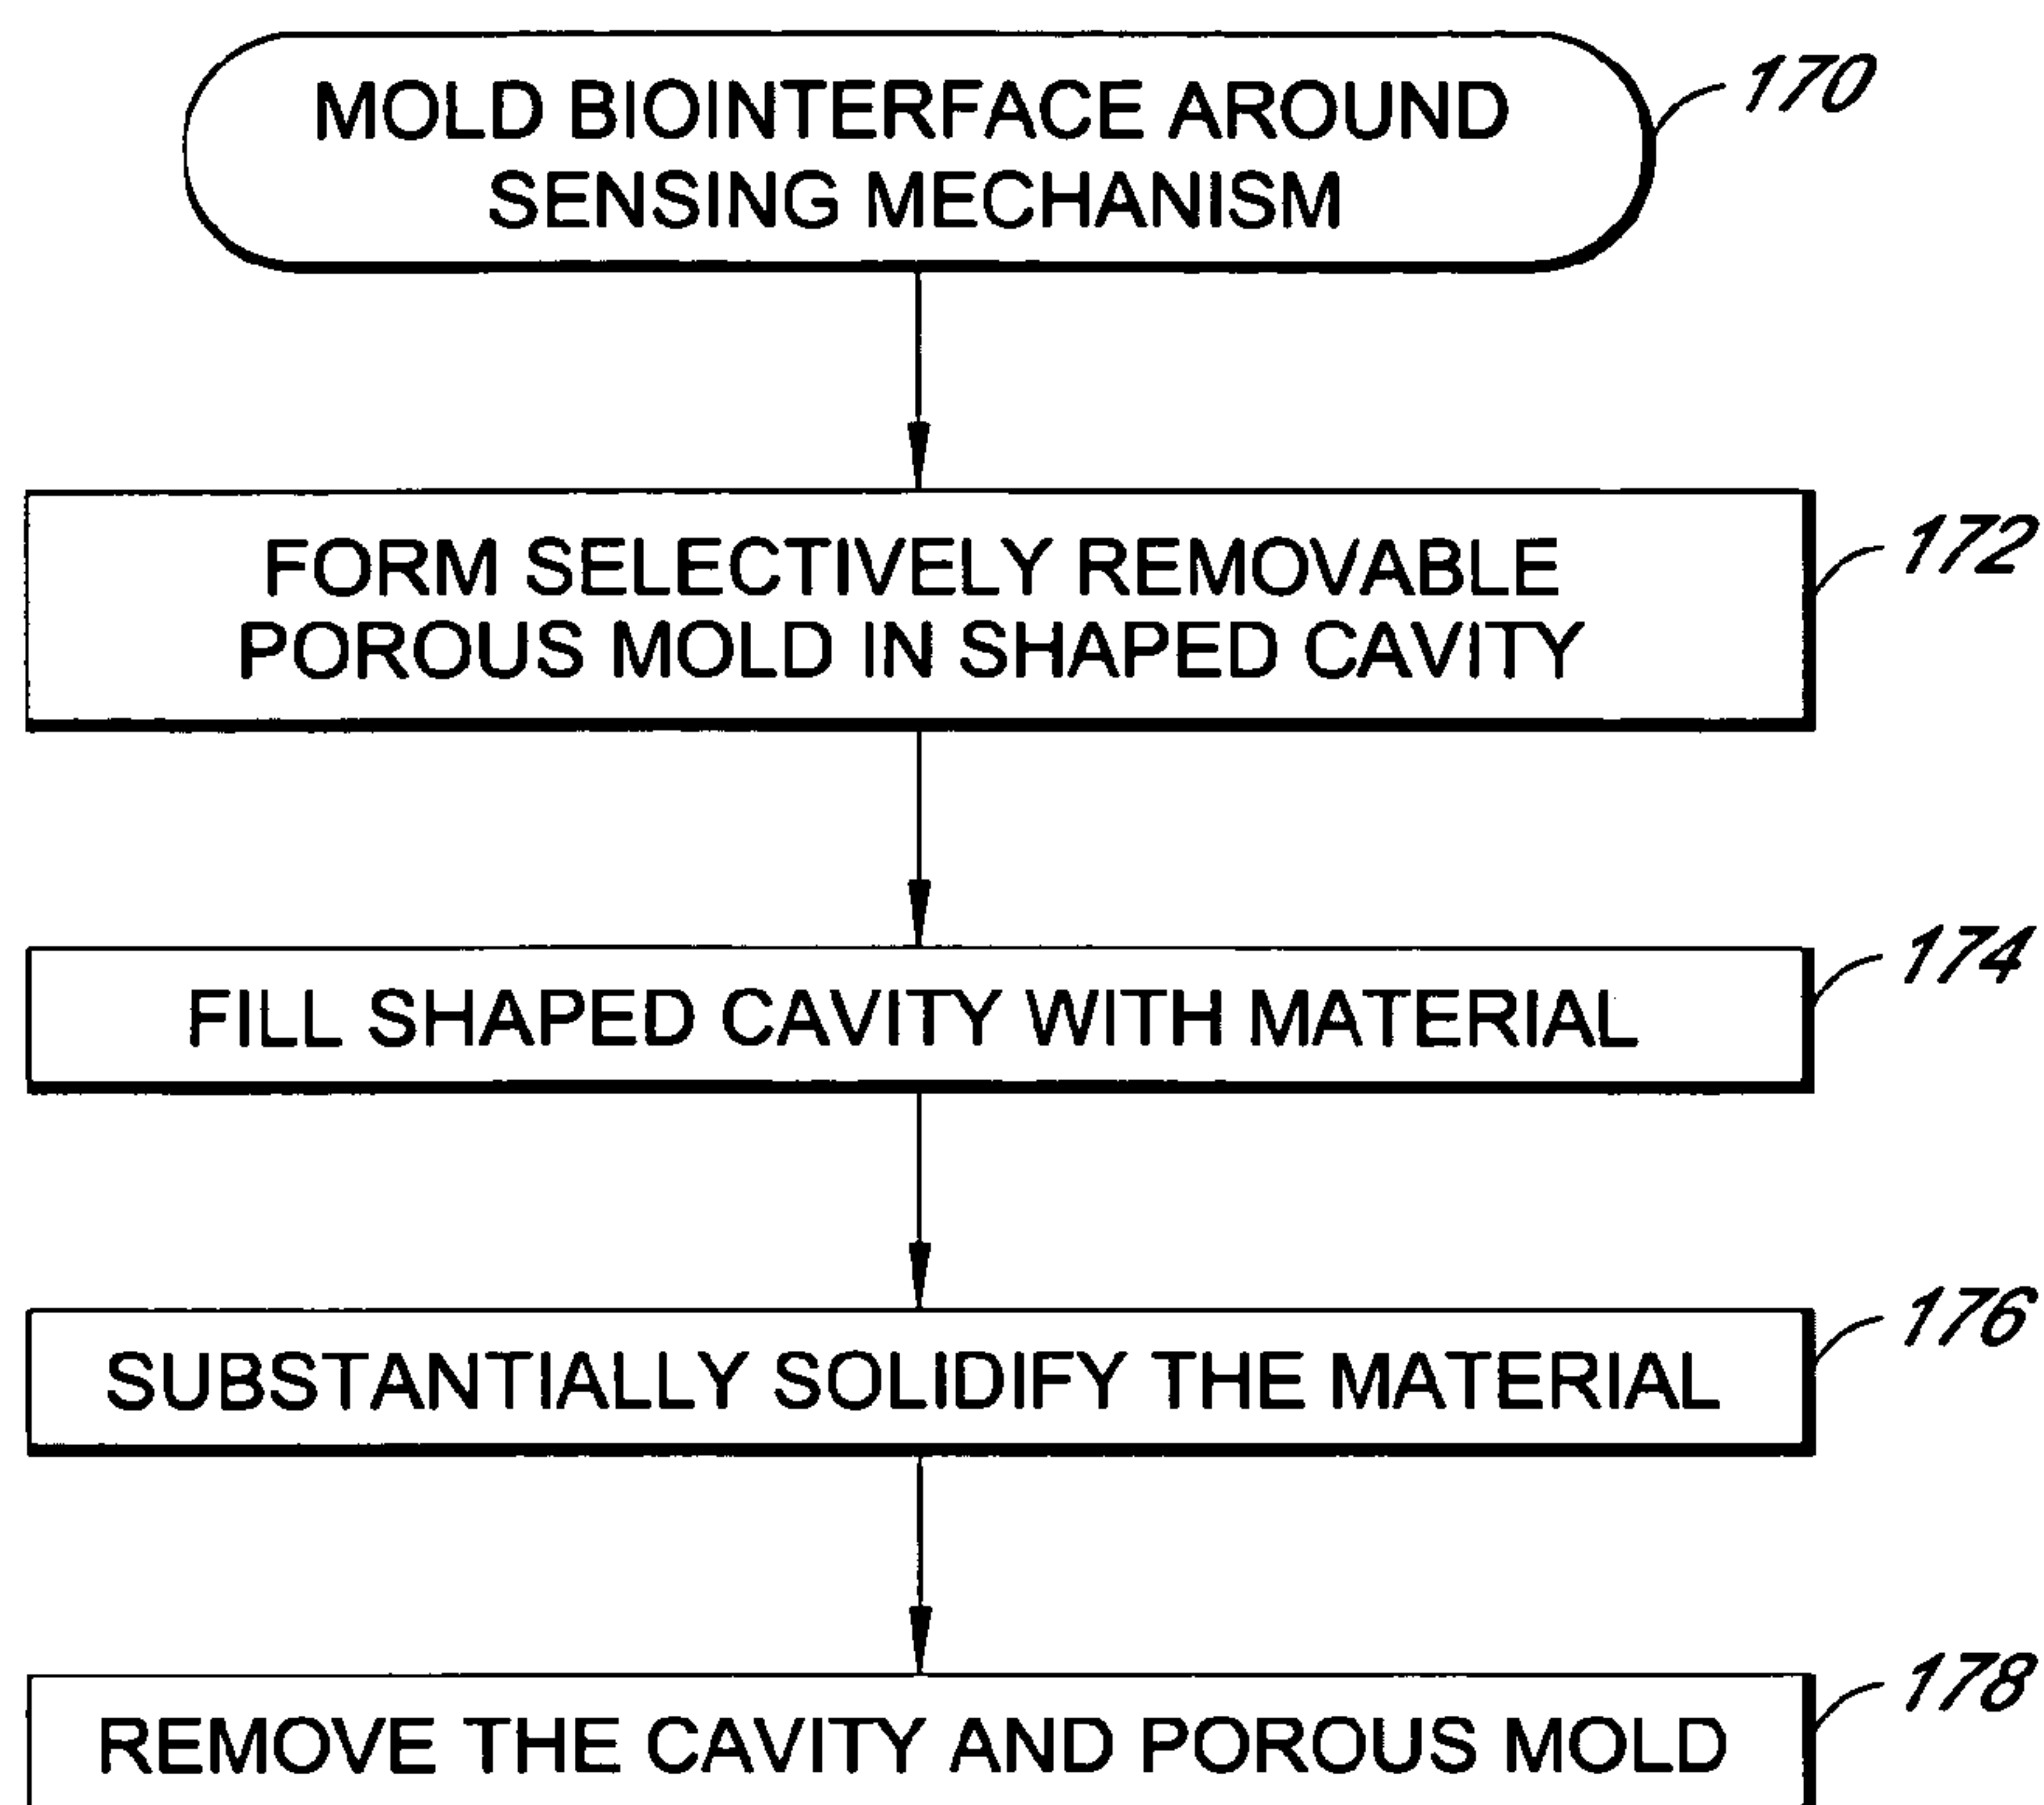 MOLD BIOINTERFACE AROUND
SENSING MECHANISM
170
FORM SELECTIVELY REMOVABLE
POROUS MOLD IN SHAPED CAVITY
172
FILL SHAPED CAVITY WITH MATERIAL
174
SUBSTANTIALLY SOLIDIFY THE MATERIAL
176
REMOVE THE CAVITY AND POROUS MOLD
178